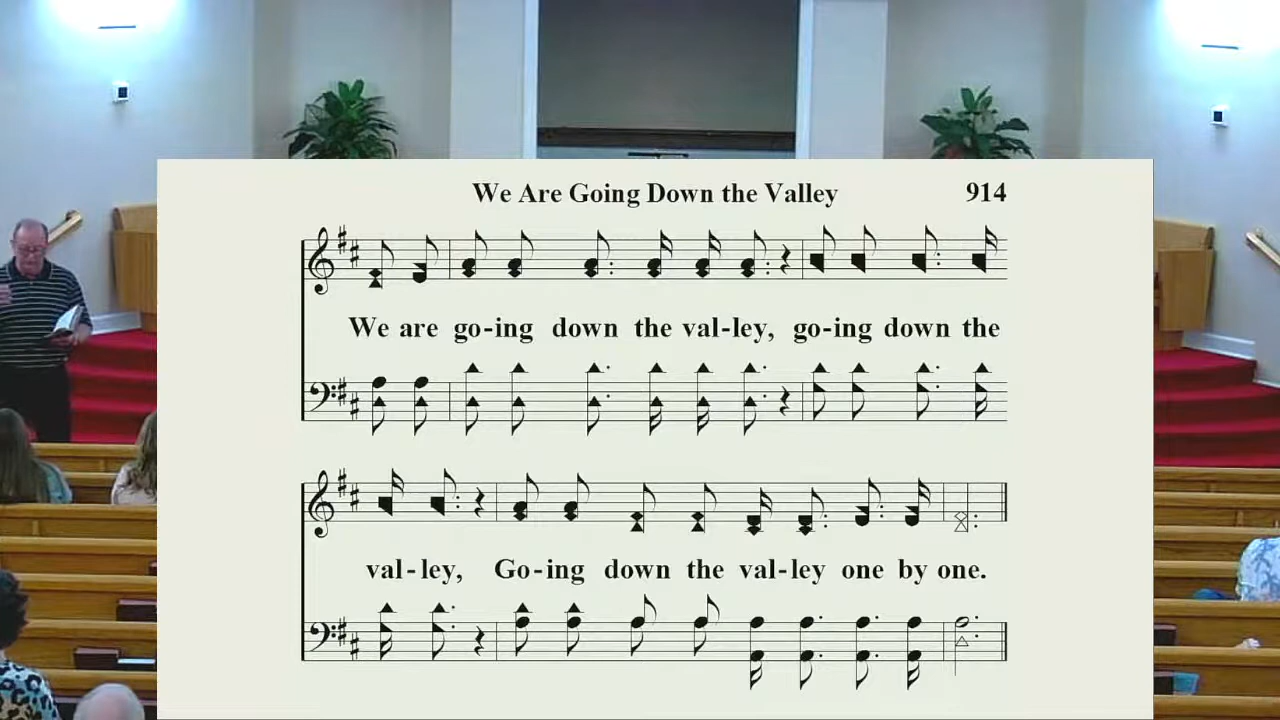 We Are Going Down the Valley 914
We are go-ing down the val-ley, go-ing down the
val-ley, Go-ing down the val-ley one by one.